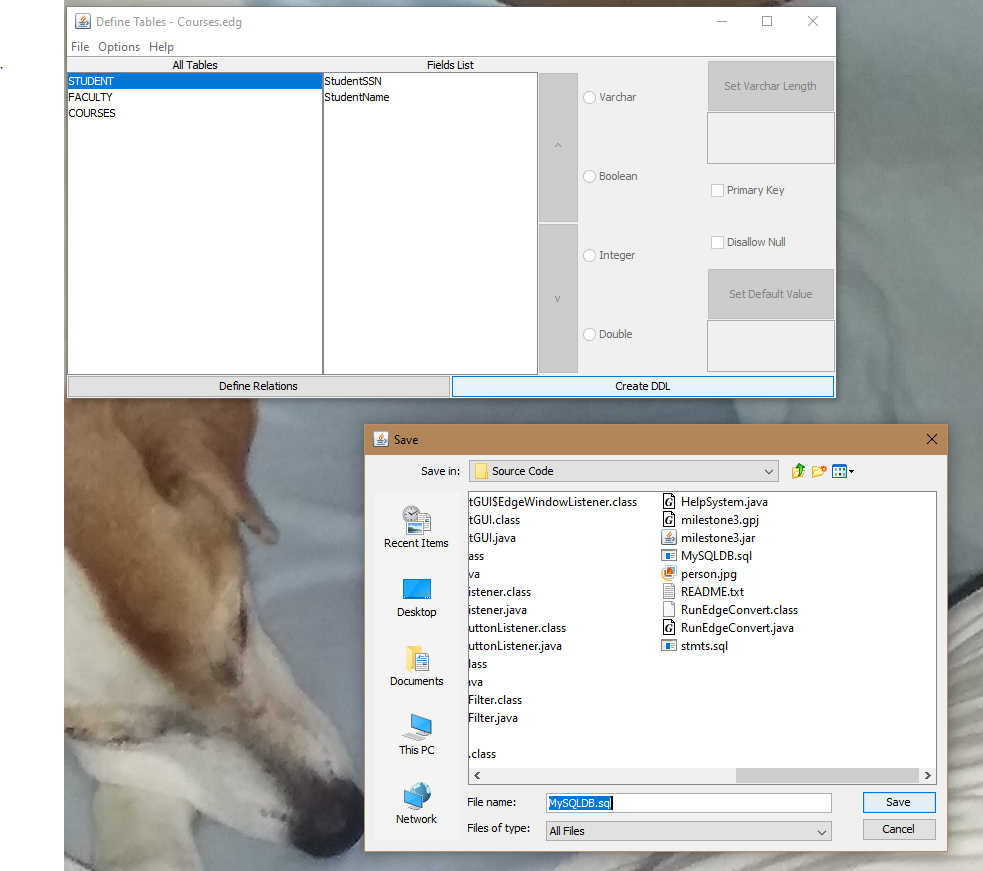 Define Tables - Courses.edg
File Options Help
All Tables
Fields List
STUDENT
FACULTY
COURSES
StudentSSN
StudentName
^
v
Varchar
Boolean
Integer
Double
Set Varchar Length
Primary Key
Disallow Null
Set Default Value
Define Relations
Create DDL
Save
Save in:
Source Code
Recent Items
Desktop
Documents
This PC
Network
tGUI$EdgeWindowListener.class
tGUI.class
tGUI.java
ass
va
istener.class
istener.java
uttonListener.class
uttonListener.java
lass
ava
Filter.class
Filter.java
.class
HelpSystem.java
milestone3.gpj
milestone3.jar
MySQLDB.sql
person.jpg
README.txt
RunEdgeConvert.class
RunEdgeConvert.java
stmts.sql
File name:
MySQLDB.sql
Save
Files of type:
All Files
Cancel